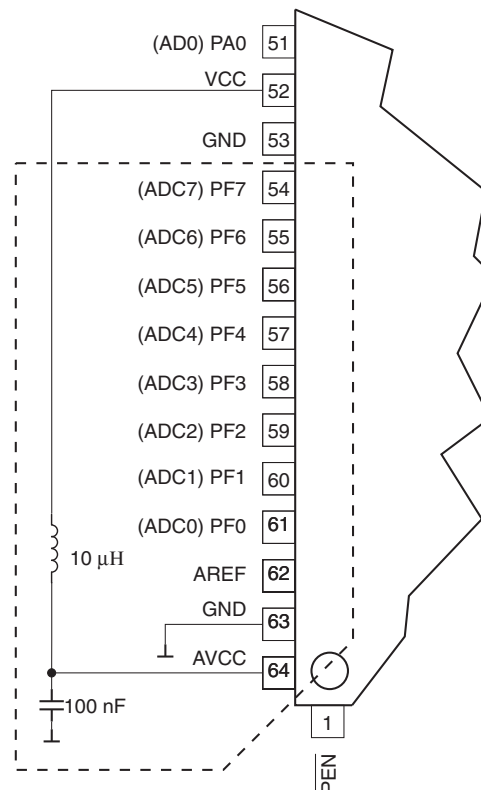 (AD0) PA0 51
VCC 52
GND 53
(ADC7) PF7 54
(ADC6) PF6 55
(ADC5) PF5 56
(ADC4) PF4 57
(ADC3) PF3 58
(ADC2) PF2 59
(ADC1) PF1 60
(ADC0) PF0 61
10 μH
AREF 62
GND 63
AVCC 64
100 nF
1
PEN